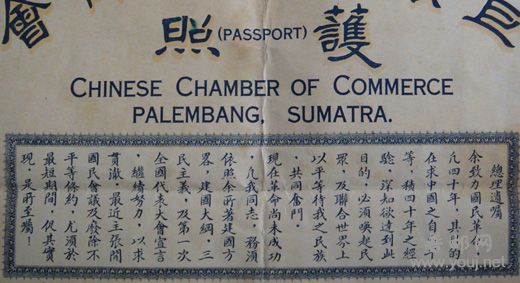 會
護 (PASSPORT) 照
CHINESE CHAMBER OF COMMERCE
PALEMBANG, SUMATRA.
總理遺囑
余致力國民革
凡四十年,其的
在求中國之自平
等,積四十年之經
驗,深知欲達到此
目的,必須喚起民
眾,及聯合世界上
以平等待我之民族
,共同奮鬥。
現在革命尚未成功
,凡我同志,務須
依照余所著建國方
略,建國大綱,三
民主義,及第一次
全國代表大會宣言
,繼續努力,以求
貫澈,最近主張開
國民會議及廢除不
平等條約,尤須於
最短期間,促其實
現,是所至囑!
www.youj.net